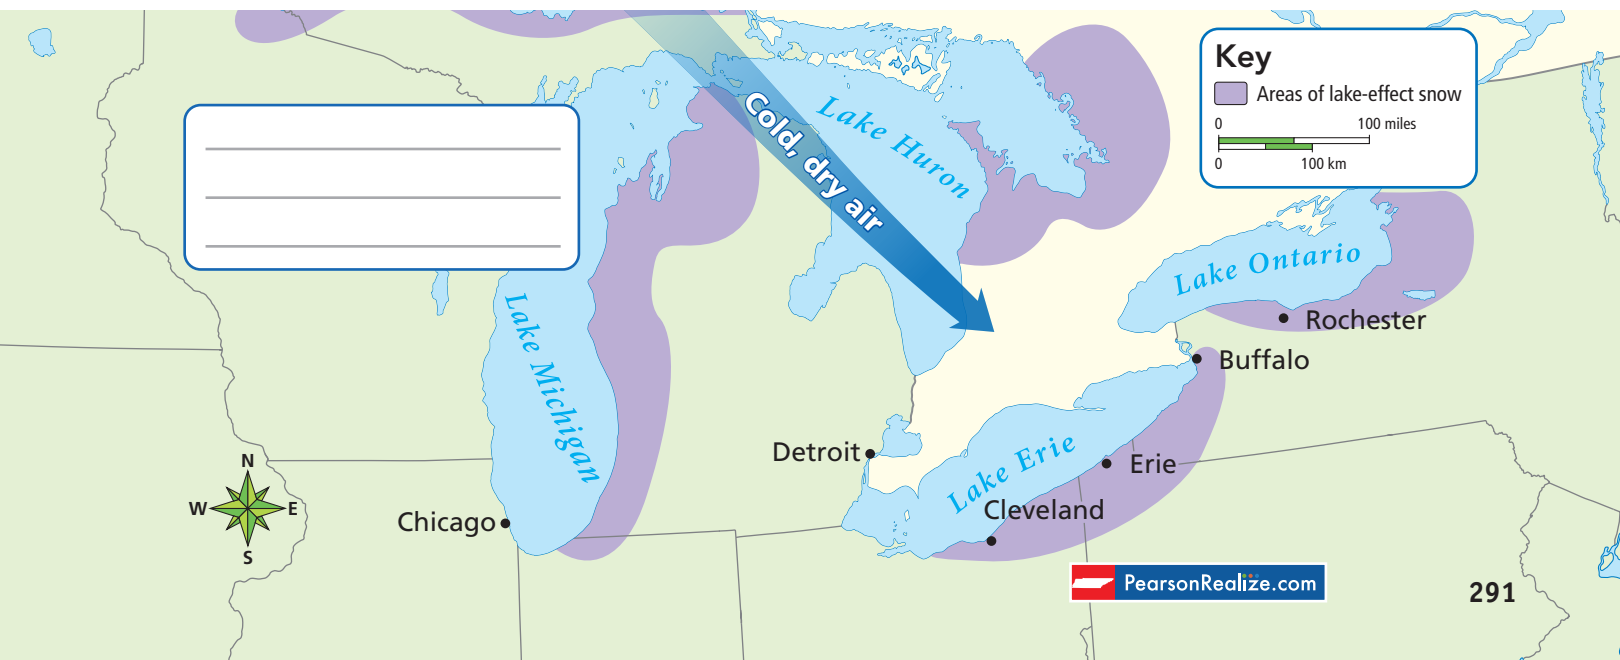 Key
Areas of lake-effect snow
0 100 miles
0 100 km
Cold, dry air
Lake Huron
Lake Ontario
Rochester
Buffalo
Lake Michigan
Detroit
Lake Erie
Erie
Cleveland
Chicago
N
W E
S
PearsonRealize.com
291